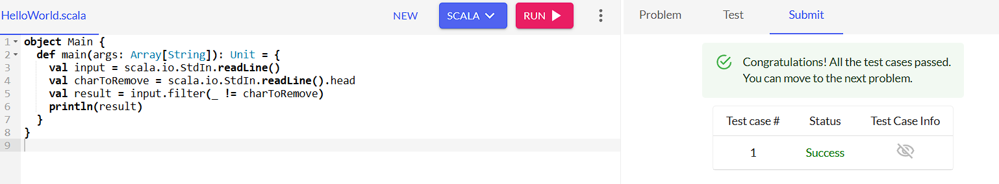 HelloWorld.scala
NEW
SCALA
RUN
1 object Main {
2   def main(args: Array[String]): Unit = {
3     val input = scala.io.StdIn.readLine()
4     val charToRemove = scala.io.StdIn.readLine().head
5     val result = input.filter(_ != charToRemove)
6     println(result)
7   }
8 }
9
Problem Test Submit
Congratulations! All the test cases passed.
You can move to the next problem.
Test case # Status Test Case Info
1 Success